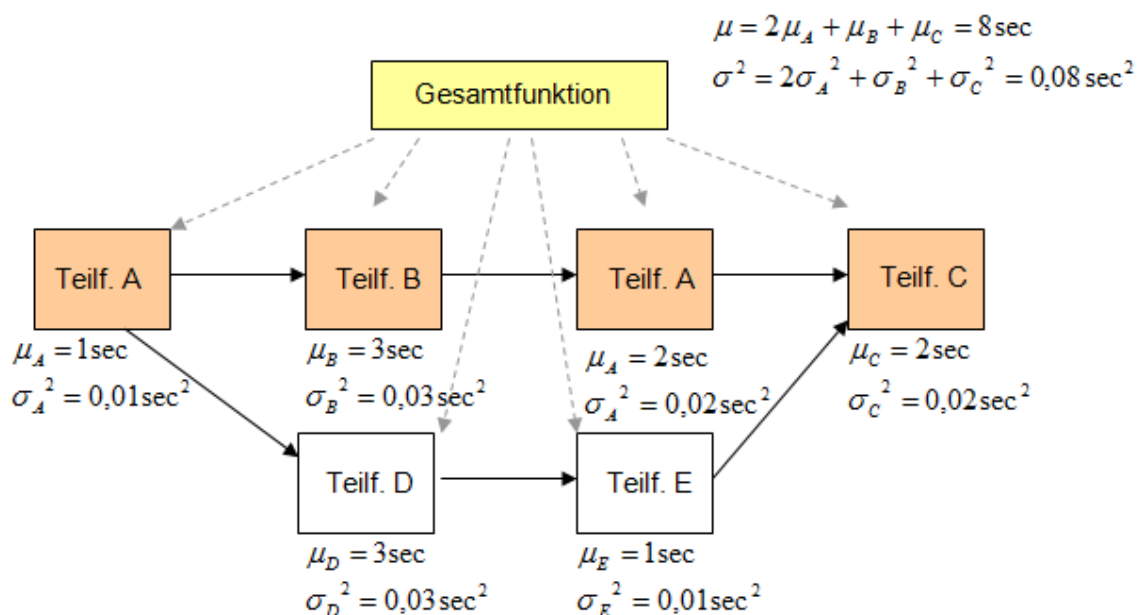 μ = 2μ_A + μ_B + μ_C = 8sec
σ² = 2σ_A² + σ_B² + σ_C² = 0,08sec²
Gesamtfunktion
Teilf. A
Teilf. B
Teilf. A
Teilf. C
μ_A = 1sec
σ_A² = 0,01sec²
μ_B = 3sec
σ_B² = 0,03sec²
μ_A = 2sec
σ_A² = 0,02sec²
μ_C = 2sec
σ_C² = 0,02sec²
Teilf. D
Teilf. E
μ_D = 3sec
σ_D² = 0,03sec²
μ_E = 1sec
σ_E² = 0,01sec²